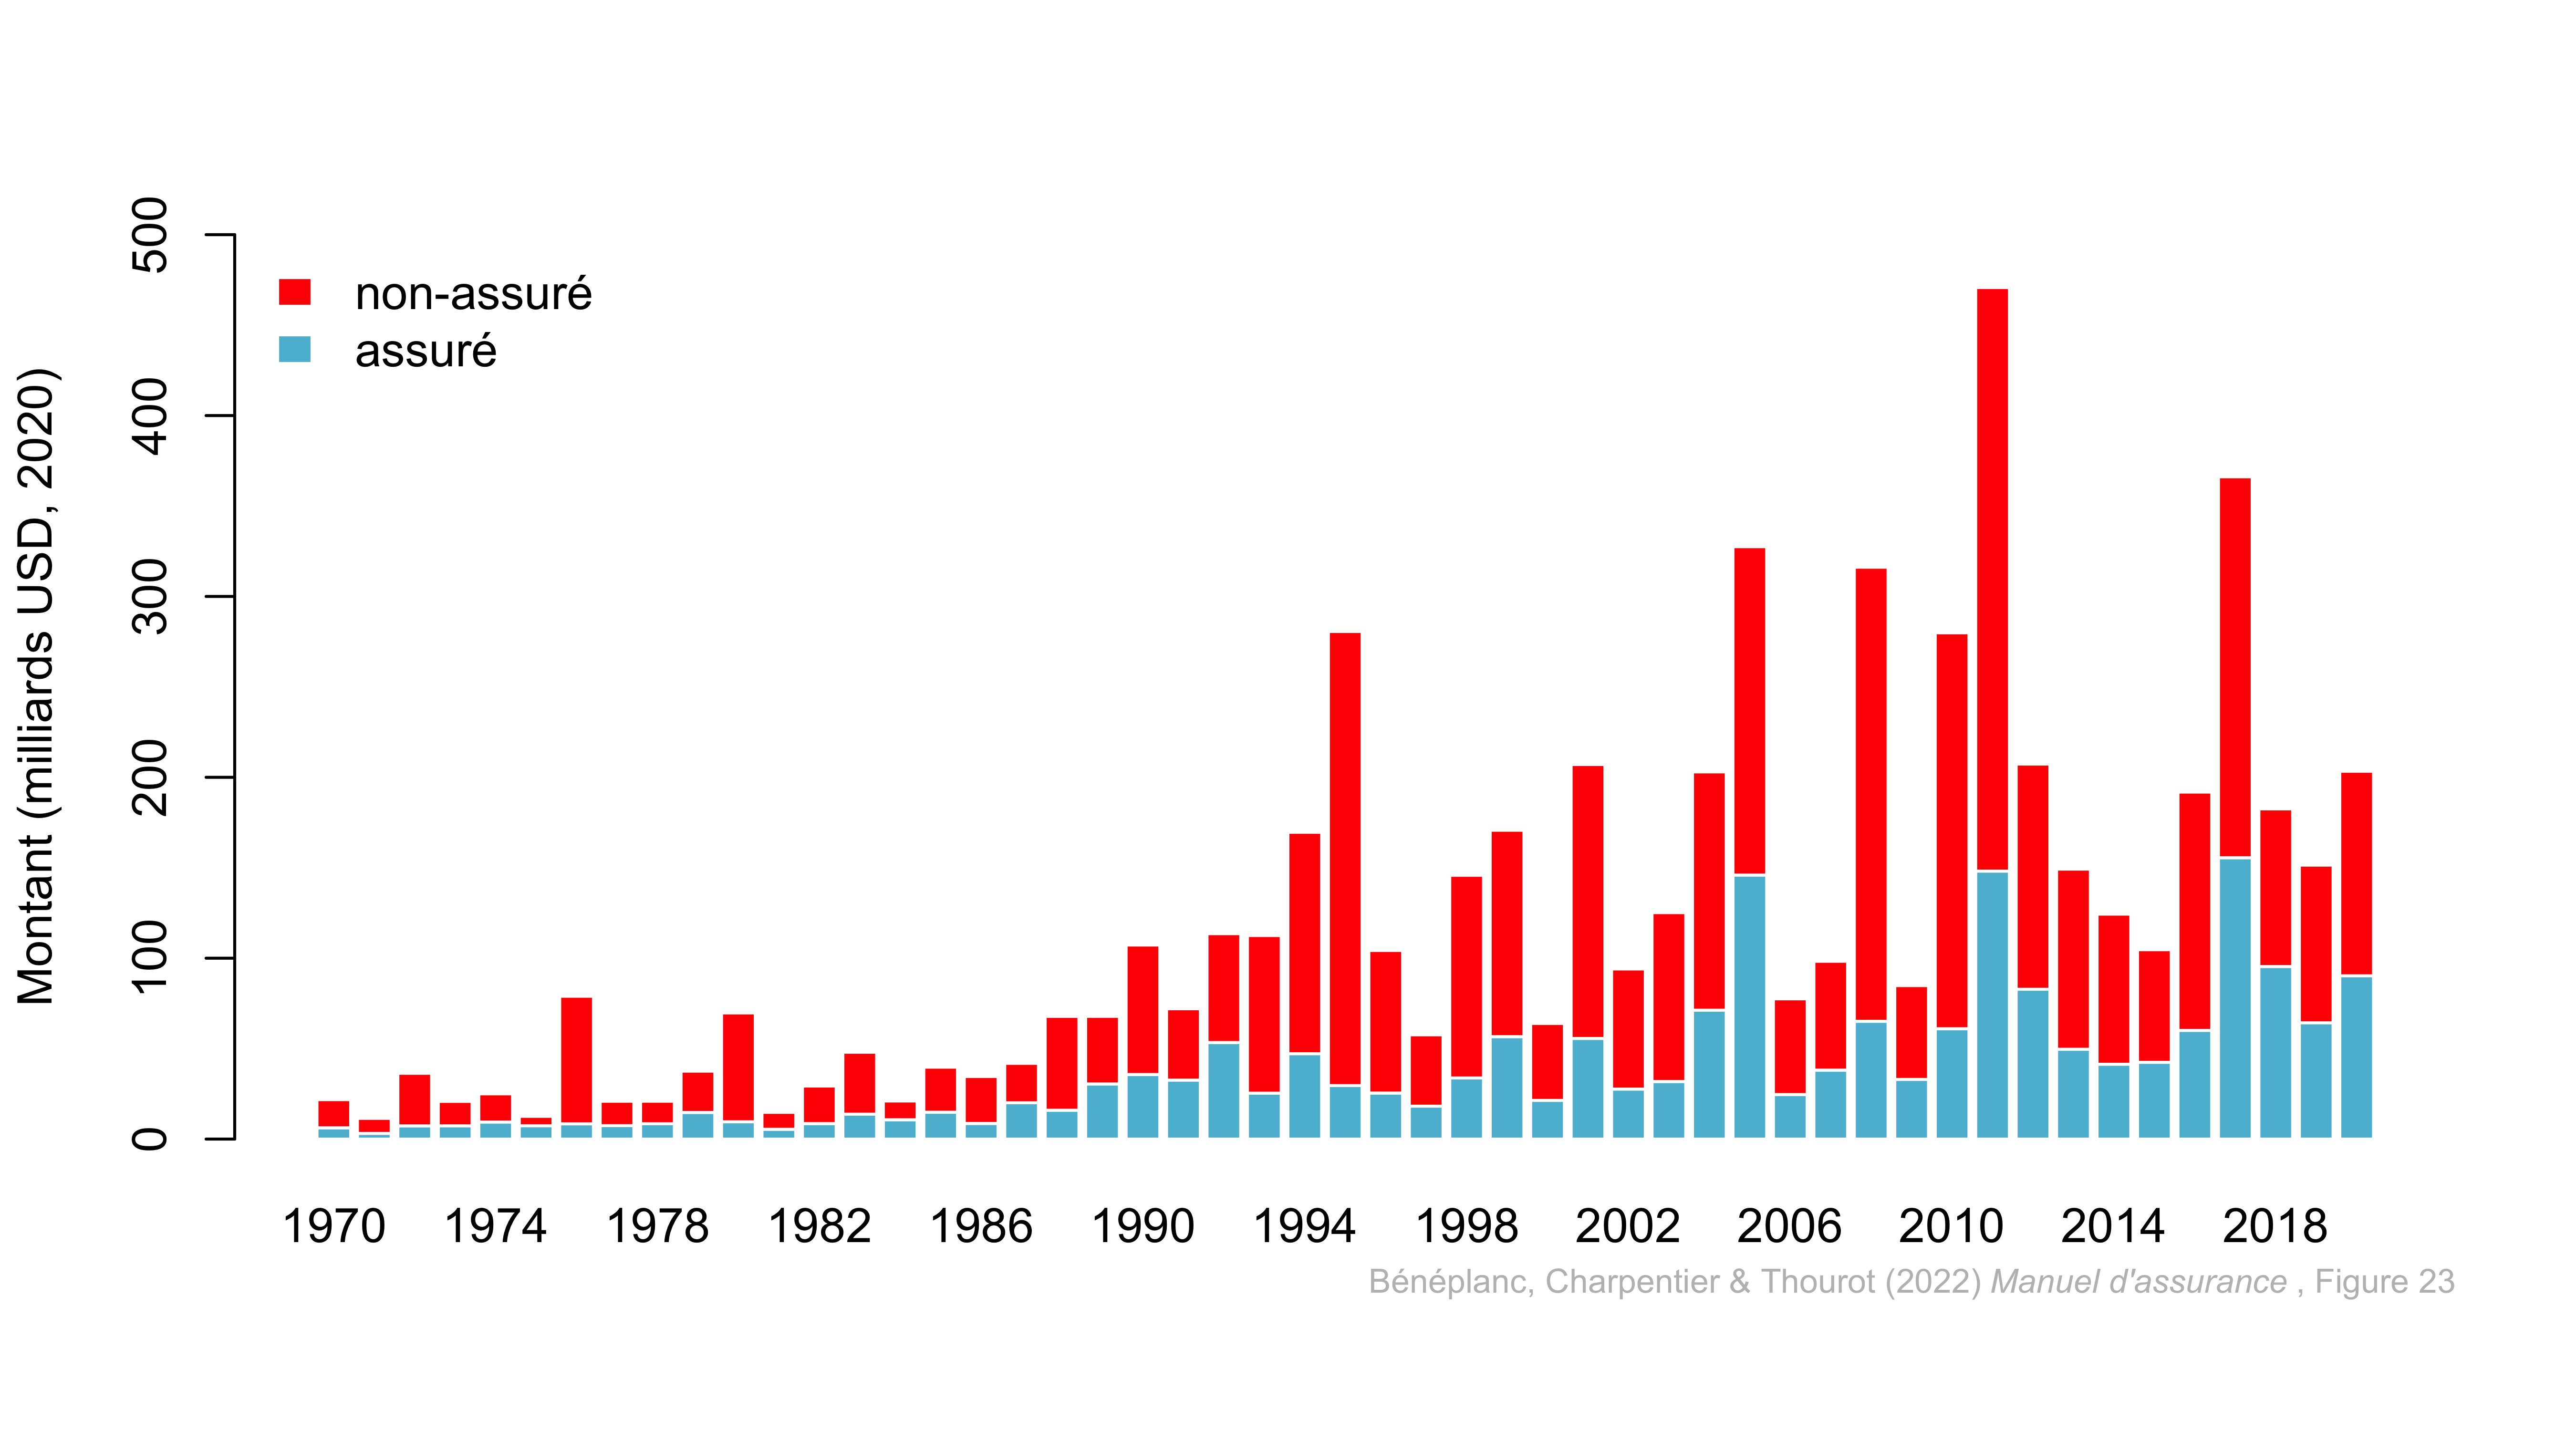 500
400
300
200
100
0
Montant (milliards USD, 2020)
non-assuré
assuré
1970 1974 1978 1982 1986 1990 1994 1998 2002 2006 2010 2014 2018
Bénéplanc, Charpentier & Thourot (2022) Manuel d'assurance , Figure 23